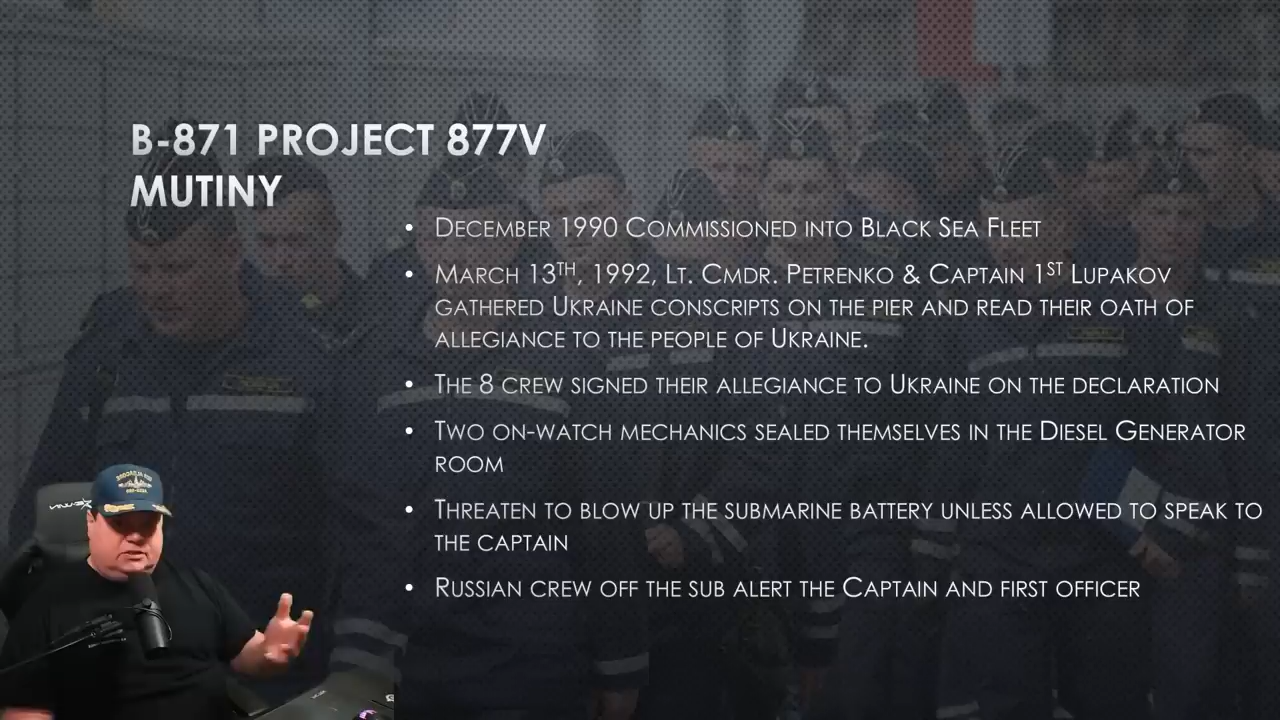 B-871 PROJECT 877V
MUTINY
• DECEMBER 1990 COMMISSIONED INTO BLACK SEA FLEET
• MARCH 13TH, 1992, LT. CMDR. PETRENKO & CAPTAIN 1ST LUPAKOV
GATHERED UKRAINE CONSCRIPTS ON THE PIER AND READ THEIR OATH OF
ALLEGIANCE TO THE PEOPLE OF UKRAINE.
• THE 8 CREW SIGNED THEIR ALLEGIANCE TO UKRAINE ON THE DECLARATION
• TWO ON-WATCH MECHANICS SEALED THEMSELVES IN THE DIESEL GENERATOR
ROOM
• THREATEN TO BLOW UP THE SUBMARINE BATTERY UNLESS ALLOWED TO SPEAK TO
THE CAPTAIN
• RUSSIAN CREW OFF THE SUB ALERT THE CAPTAIN AND FIRST OFFICER